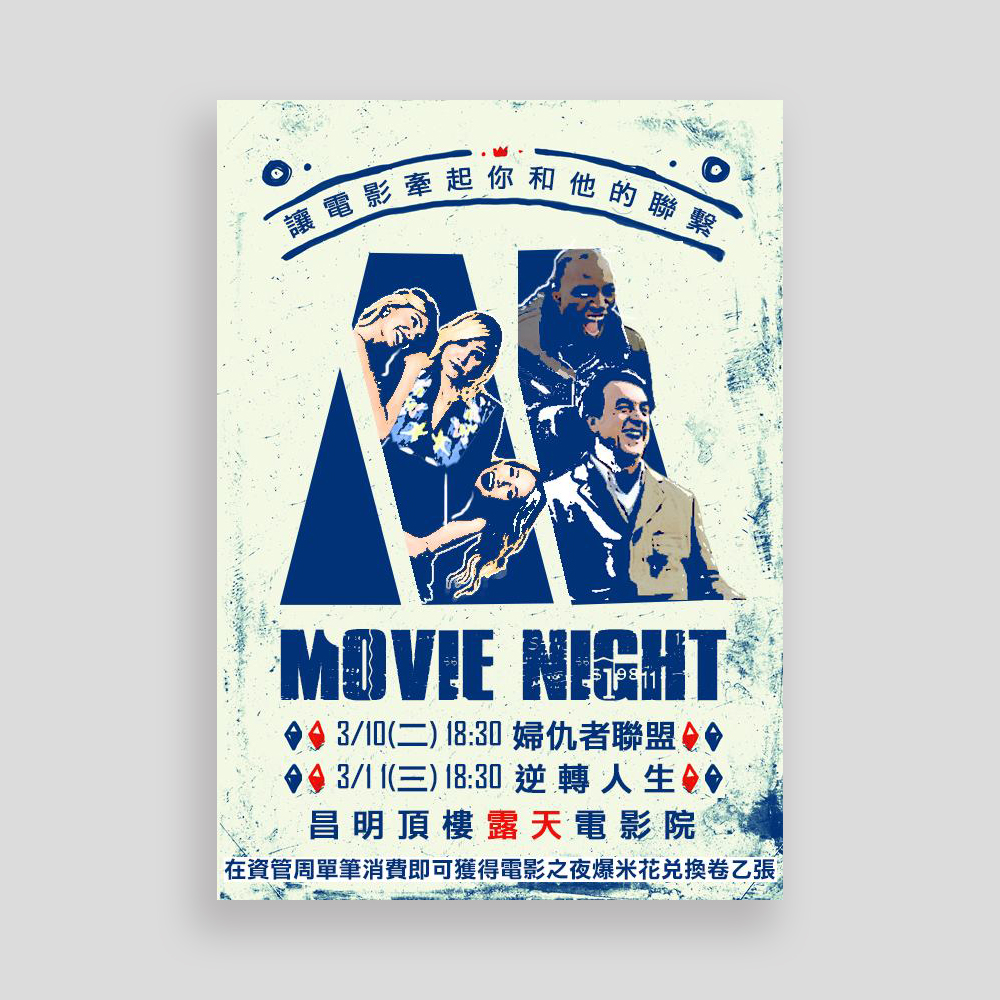 讓電影牽起你和他的聯繫
MOVIE NIGHT
3/10(二) 18:30 婦仇者聯盟
3/11(三) 18:30 逆轉人生
昌明頂樓露天電影院
在資管周單筆消費即可獲得電影之夜爆米花兌換卷乙張